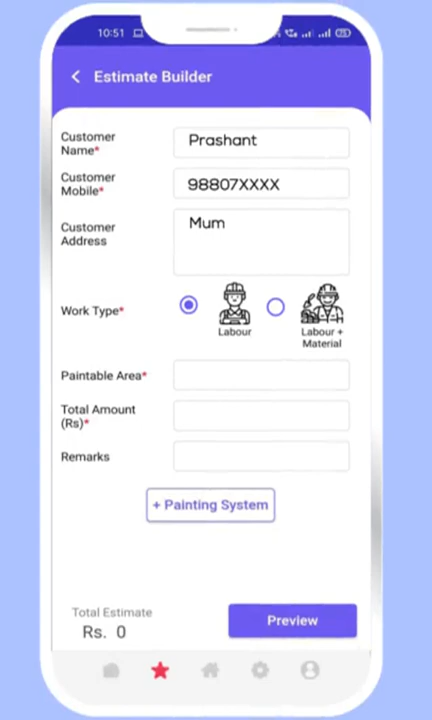 10:51
Estimate Builder
Customer
Name*
Prashant
Customer
Mobile*
98807XXXX
Customer
Address
Mum
Work Type*
Labour
Labour +
Material
Paintable Area*
Total Amount
(Rs)*
Remarks
+ Painting System
Total Estimate
Rs. 0
Preview